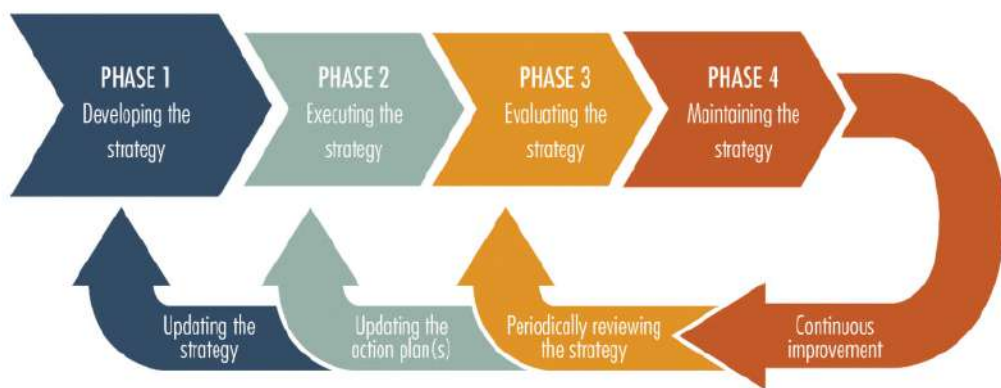 PHASE 1
Developing the
strategy
PHASE 2
Executing the
strategy
PHASE 3
Evaluating the
strategy
PHASE 4
Maintaining the
strategy
Updating the
strategy
Updating the
action plan(s)
Periodically reviewing
the strategy
Continuous
improvement